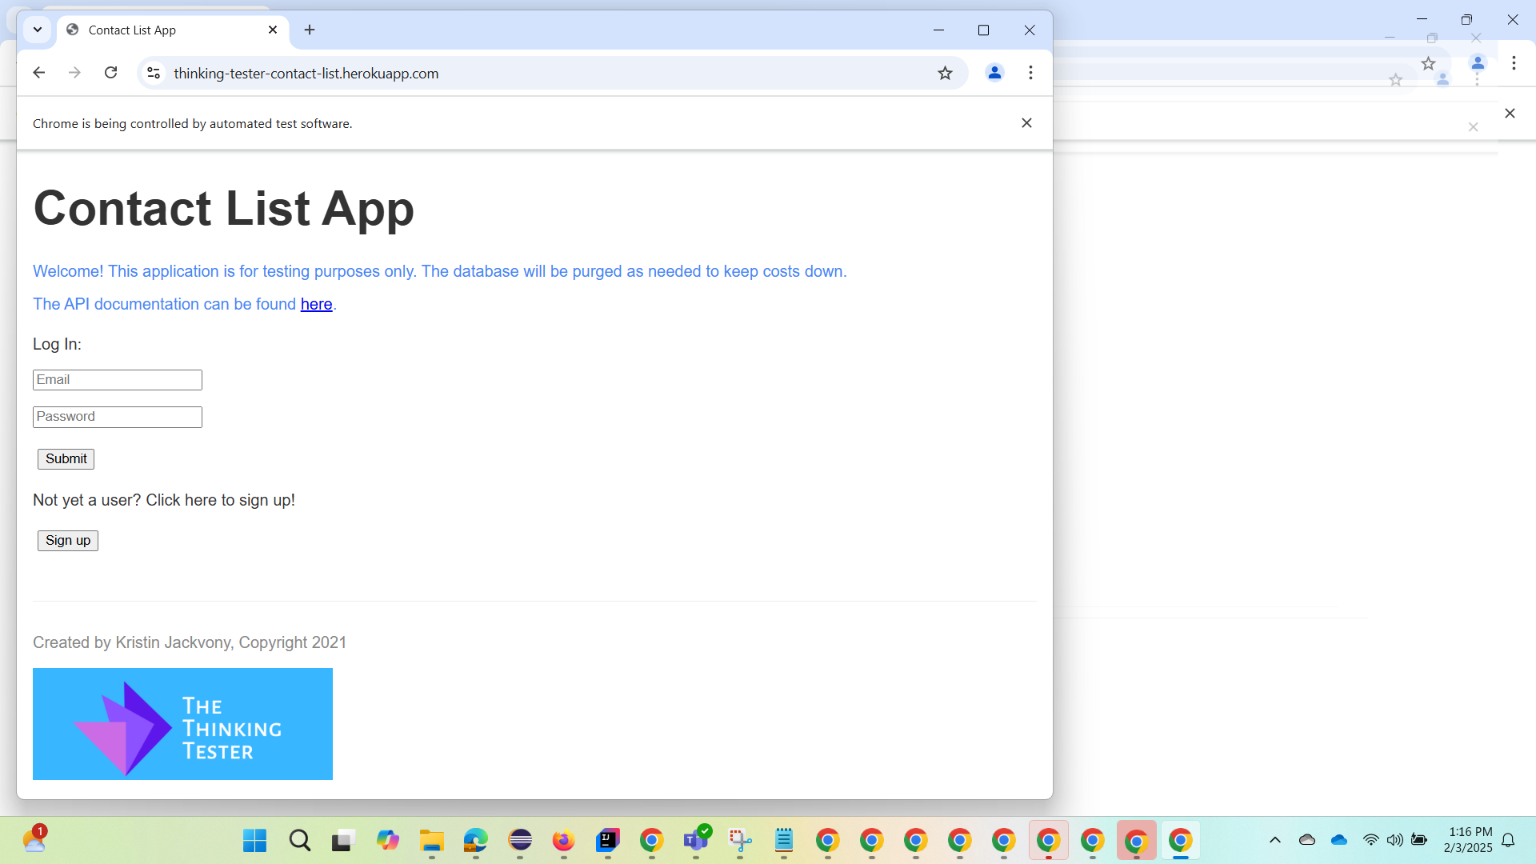 Contact List App
thinking-tester-contact-list.herokuapp.com
Chrome is being controlled by automated test software.
Contact List App
Welcome! This application is for testing purposes only. The database will be purged as needed to keep costs down.
The API documentation can be found here.
Log In:
Email
Password
Submit
Not yet a user? Click here to sign up!
Sign up
Created by Kristin Jackvony, Copyright 2021
THE
THINKING
TESTER
1
1:16 PM
2/3/2025